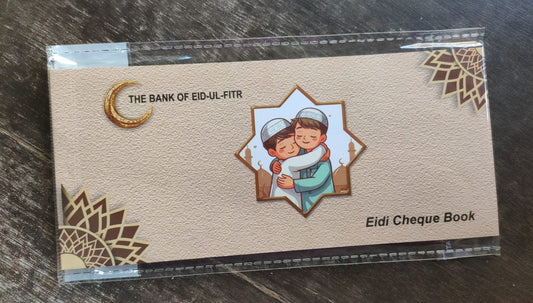 THE BANK OF EID-UL-FITR
Eidi Cheque Book